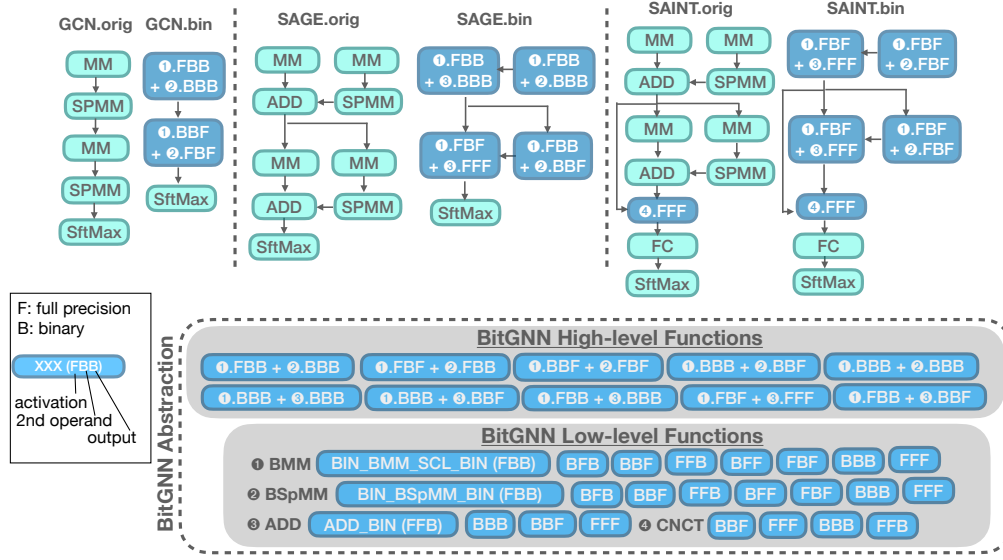 GCN.orig
MM
SPMM
MM
SPMM
SftMax
GCN.bin
❶.FBB
+ ❷.BBB
❶.BBF
+ ❷.FBF
SftMax
SAGE.orig
MM MM
ADD SPMM
MM MM
ADD SPMM
SftMax
SAGE.bin
❶.FBB
+ ❸.BBB
❶.FBB
+ ❷.BBB
❶.FBF
+ ❸.FFF
❶.FBB
+ ❷.BBF
SftMax
SAINT.orig
MM MM
ADD SPMM
MM MM
ADD SPMM
❹.FFF
FC
SftMax
SAINT.bin
❶.FBF
+ ❸.FFF
❶.FBF
+ ❷.FBF
❶.FBF
+ ❸.FFF
❶.FBF
+ ❷.FBF
❹.FFF
FC
SftMax
F: full precision
B: binary
XXX (FBB)
activation
2nd operand
output
BitGNN Abstraction
BitGNN High-level Functions
❶.FBB + ❷.BBB ❶.FBF + ❷.FBB ❶.BBF + ❷.FBF ❶.BBB + ❷.BBF ❶.BBB + ❷.BBB
❶.BBB + ❸.BBB ❶.BBB + ❸.BBF ❶.FBB + ❸.BBB ❶.FBF + ❸.FFF ❶.FBB + ❸.BBF
BitGNN Low-level Functions
❶ BMM BIN_BMM_SCL_BIN (FBB) BFB BBF FFB BFF FBF BBB FFF
❷ BSpMM BIN_BSpMM_BIN (FBB) BFB BBF FFB BFF FBF BBB FFF
❸ ADD ADD_BIN (FFB) BBB BBF FFF ❹ CNCT BBF FFF BBB FFB